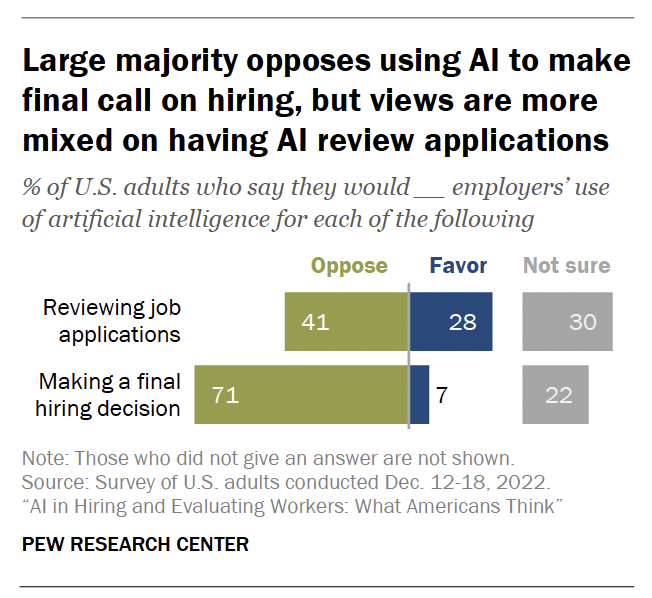 Large majority opposes using AI to make
final call on hiring, but views are more
mixed on having AI review applications
% of U.S. adults who say they would __ employers’ use
of artificial intelligence for each of the following
Oppose Favor Not sure
Reviewing job
applications
41 28 30
Making a final
hiring decision
71 7 22
Note: Those who did not give an answer are not shown.
Source: Survey of U.S. adults conducted Dec. 12-18, 2022.
“AI in Hiring and Evaluating Workers: What Americans Think”
PEW RESEARCH CENTER